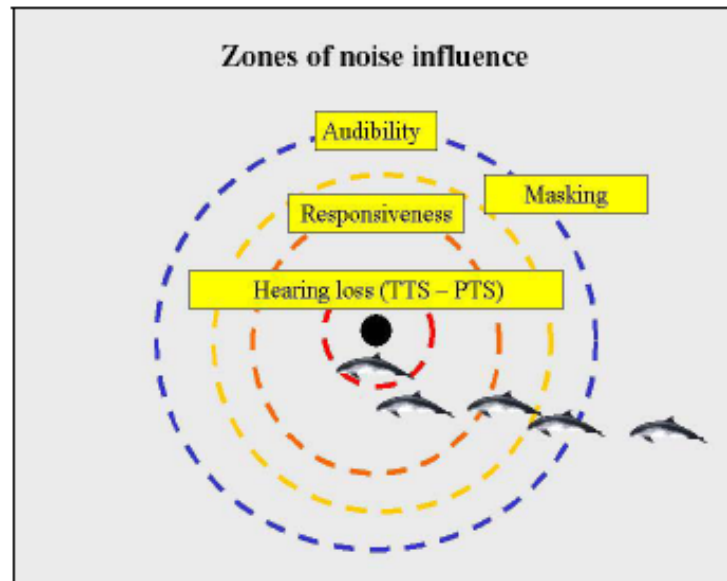 Zones of noise influence
Audibility
Masking
Responsiveness
Hearing loss (TTS – PTS)